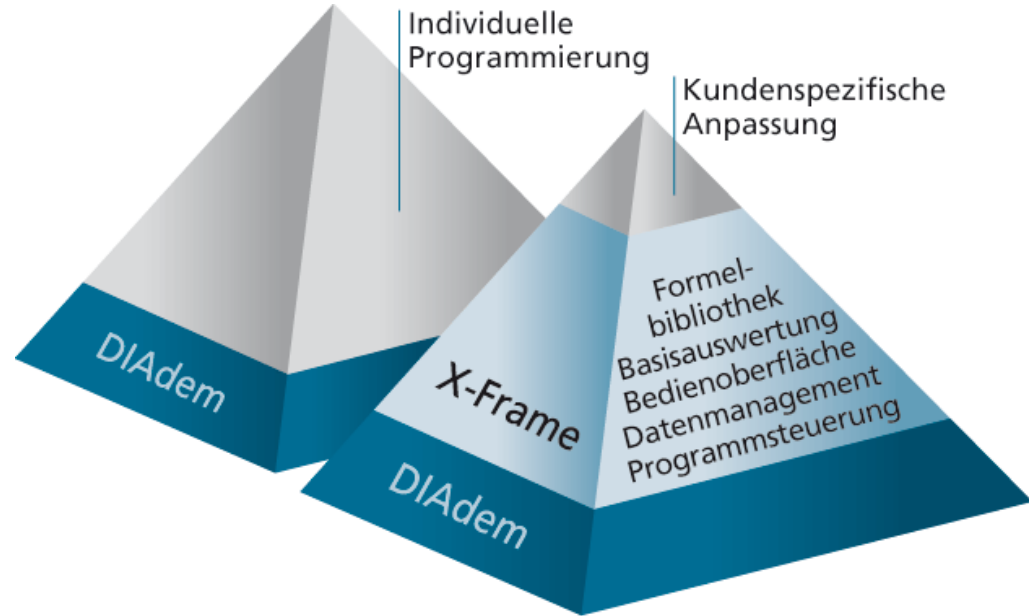 Individuelle
Programmierung
Kundenspezifische
Anpassung
DIAdem
X-Frame
DIAdem
Formel-
bibliothek
Basisauswertung
Bedienoberfläche
Datenmanagement
Programmsteuerung